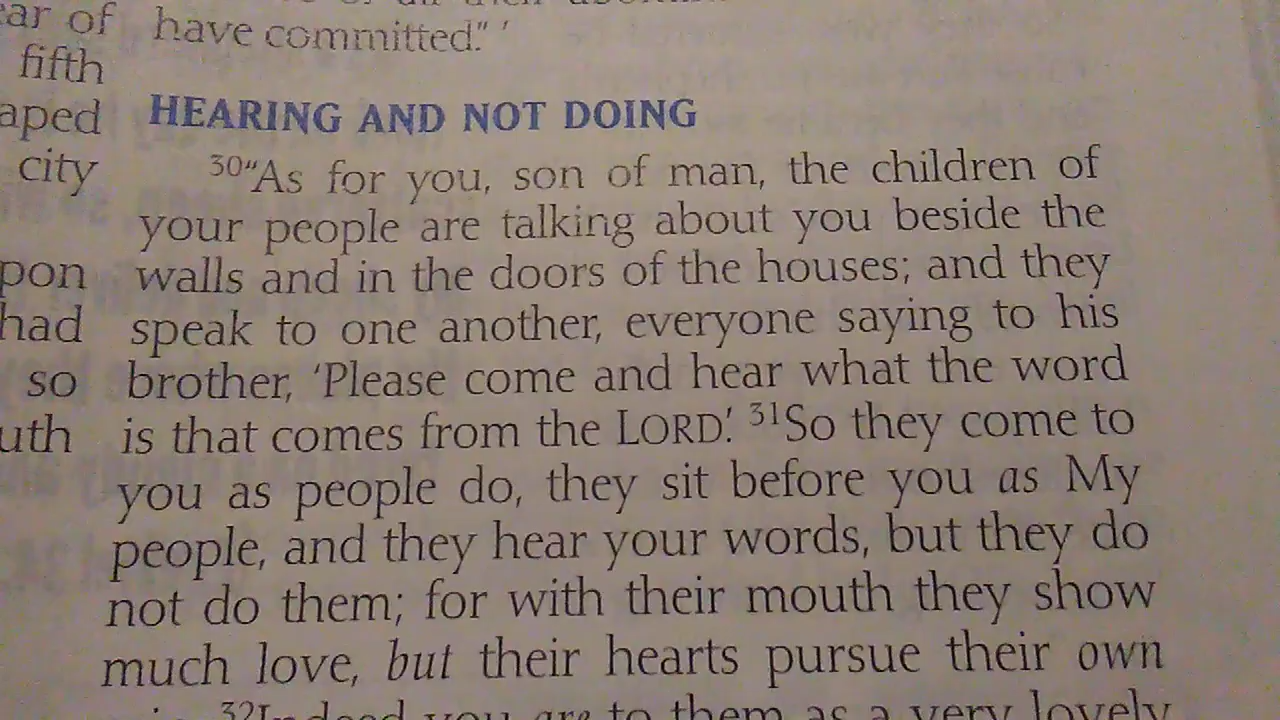 ear of
fifth
aped
city
pon
had
so
uth
have committed.” ’
HEARING AND NOT DOING
30“As for you, son of man, the children of
your people are talking about you beside the
walls and in the doors of the houses; and they
speak to one another, everyone saying to his
brother, ‘Please come and hear what the word
is that comes from the LORD.’ 31So they come to
you as people do, they sit before you as My
people, and they hear your words, but they do
not do them; for with their mouth they show
much love, but their hearts pursue their own
32Indeed you are to them as a very lovely